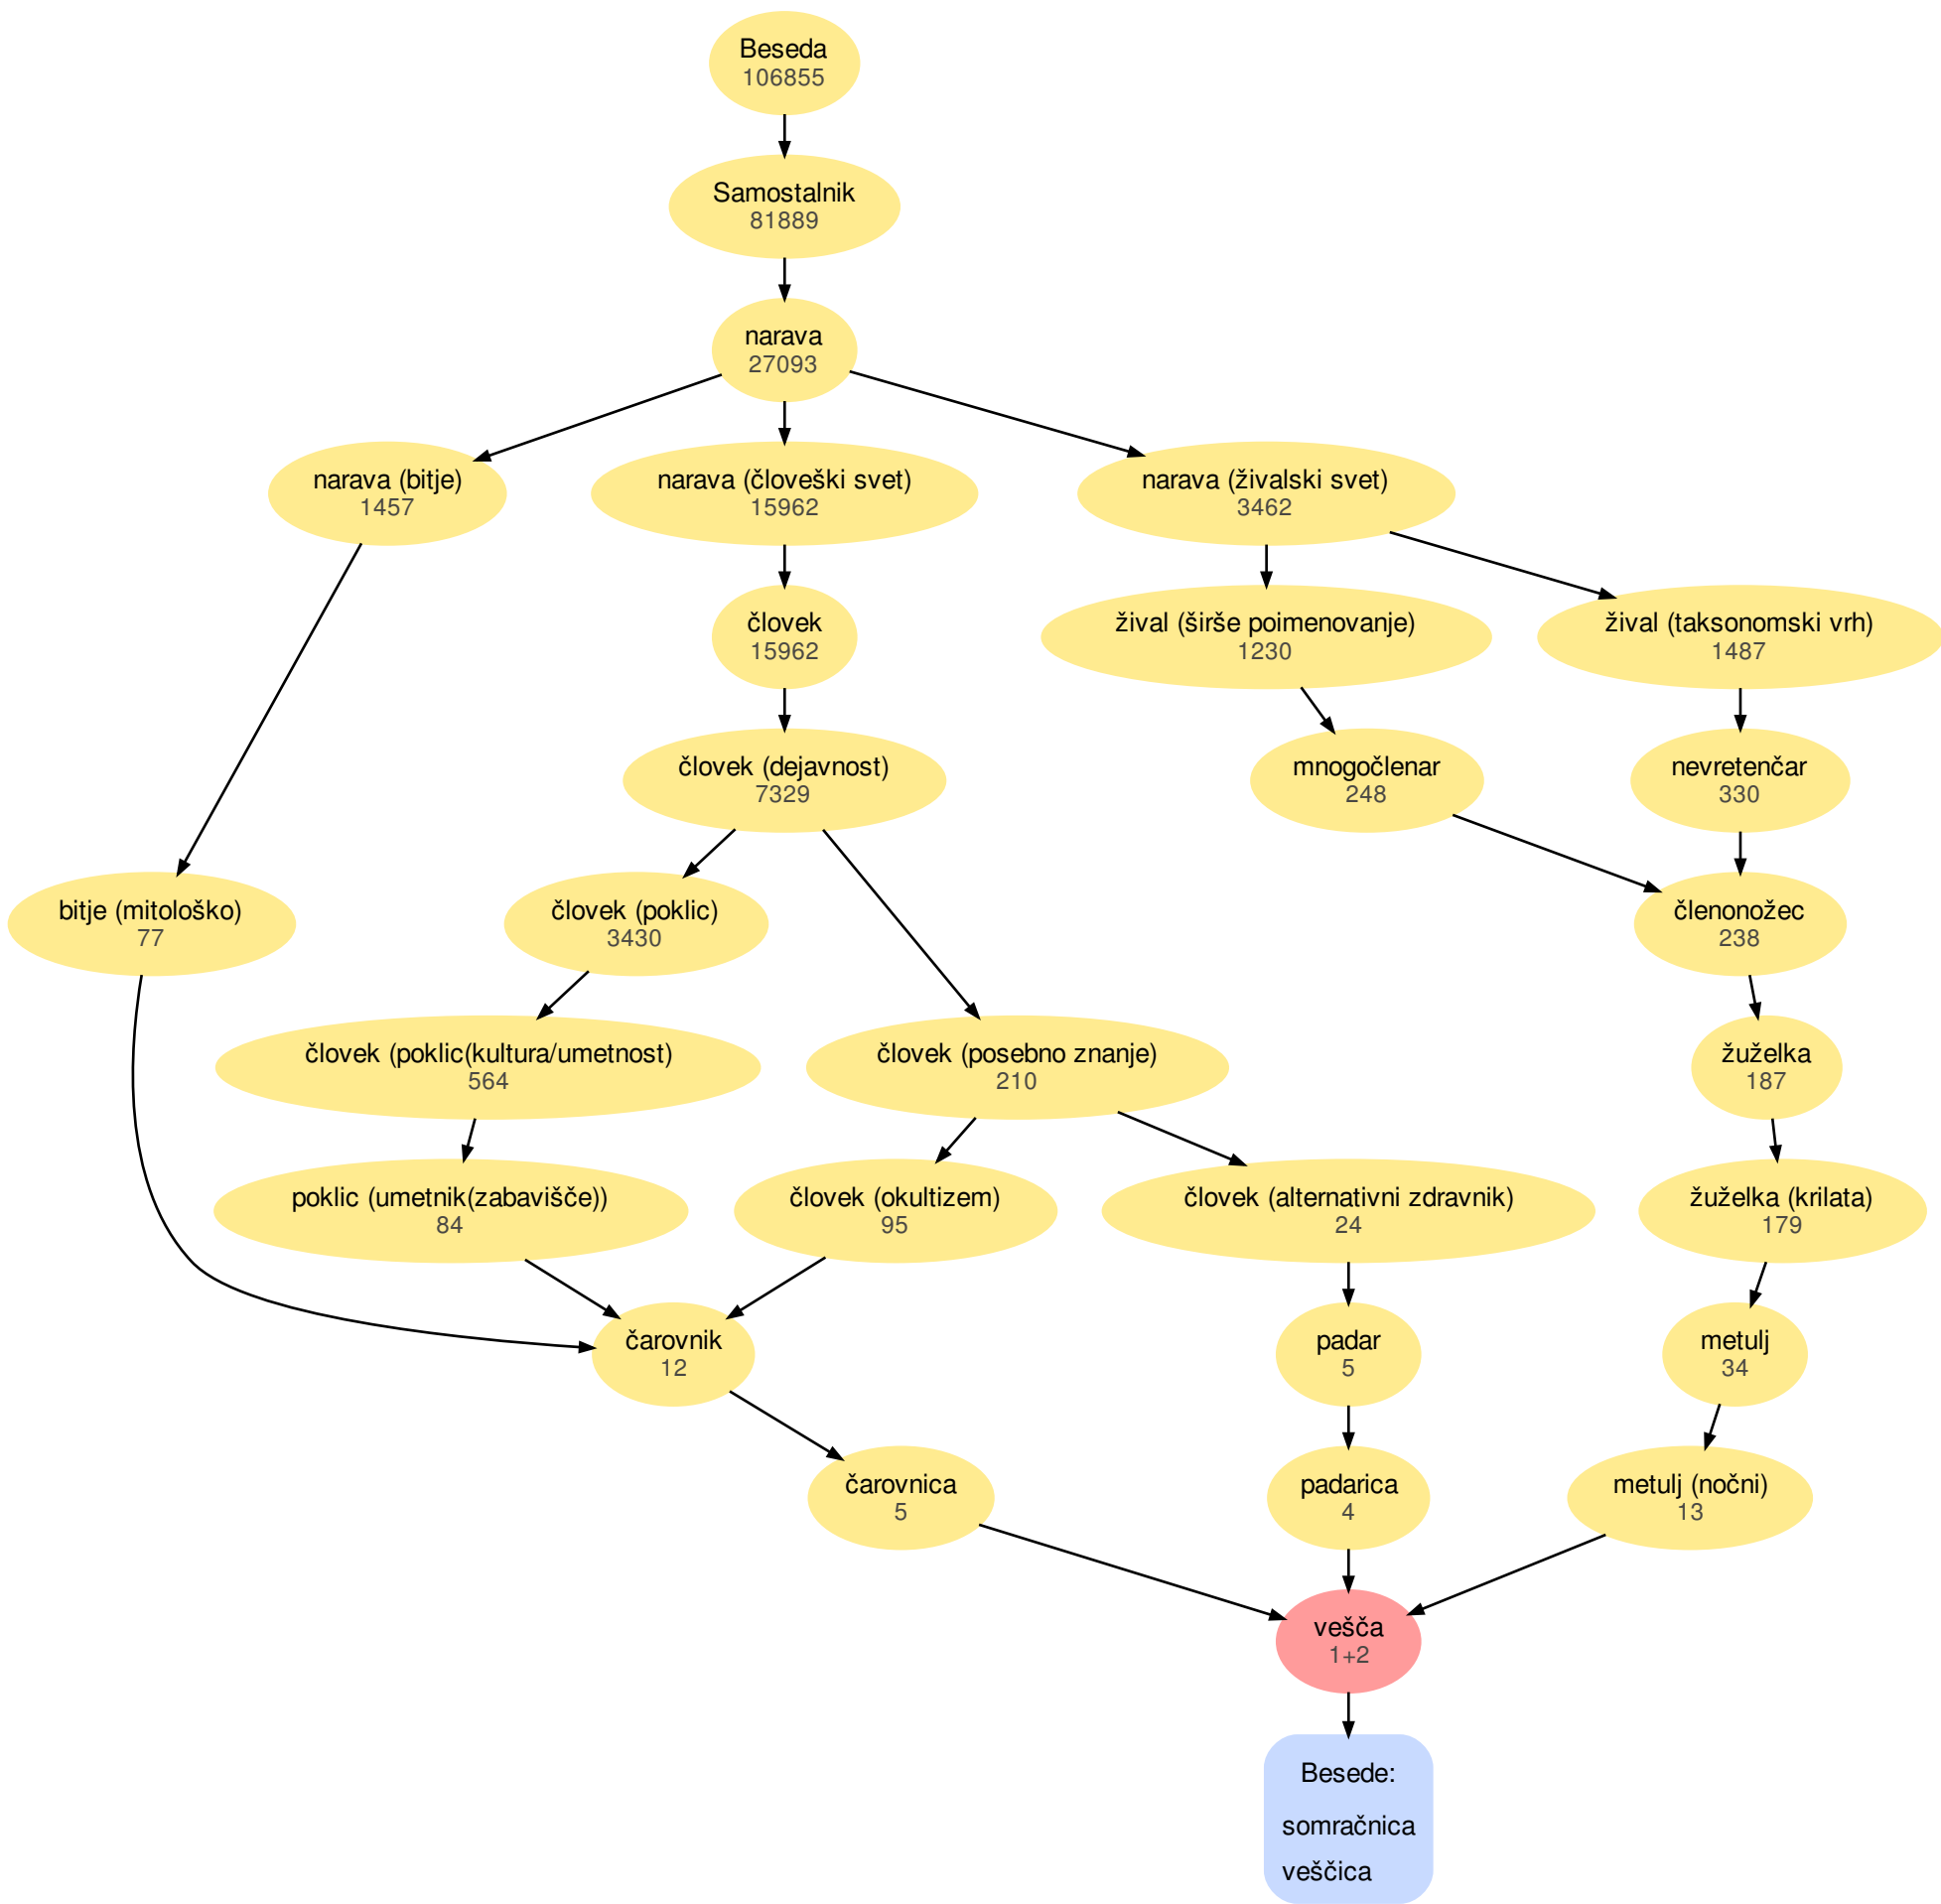 Beseda
106855
Samostalnik
81889
narava
27093
narava (bitje)
1457
narava (človeški svet)
15962
narava (živalski svet)
3462
človek
15962
žival (širše poimenovanje)
1230
žival (taksonomski vrh)
1487
človek (dejavnost)
7329
mnogočlenar
248
nevretenčar
330
bitje (mitološko)
77
človek (poklic)
3430
členonožec
238
človek (poklic(kultura/umetnost)
564
človek (posebno znanje)
210
žuželka
187
poklic (umetnik(zabavišče))
84
človek (okultizem)
95
človek (alternativni zdravnik)
24
žuželka (krilata)
179
čarovnik
12
padar
5
metulj
34
čarovnica
5
padarica
4
metulj (nočni)
13
vešča
1+2
Besede:
somračnica
veščica